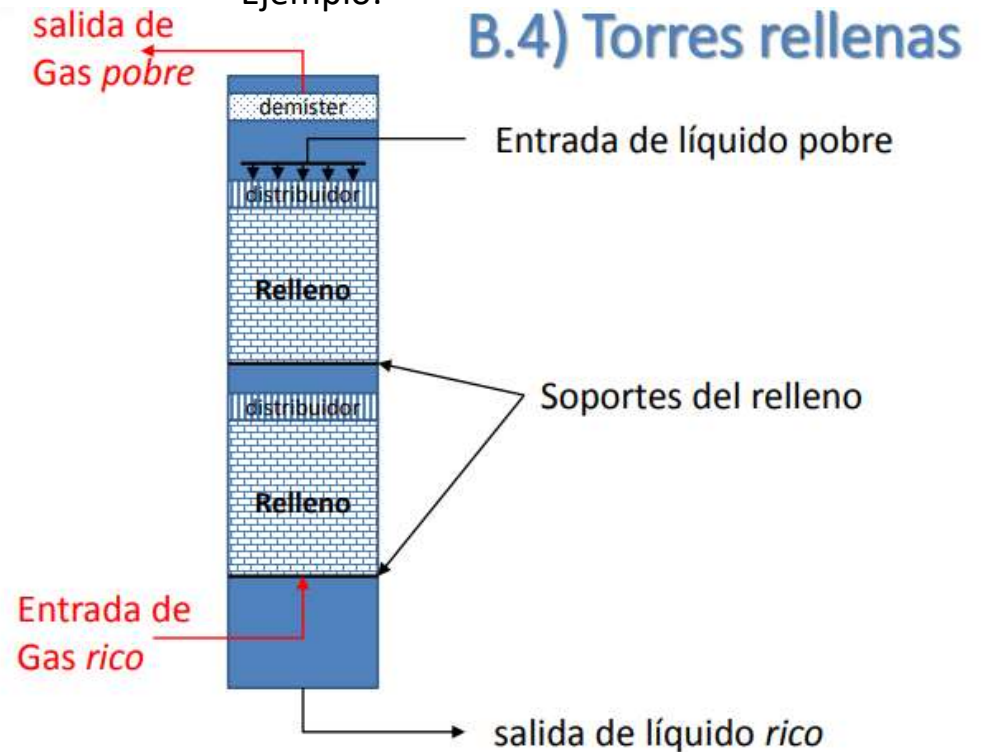 Ejemplo:
B.4) Torres rellenas
salida de
Gas pobre
demister
Entrada de líquido pobre
distribuidor
Relleno
Soportes del relleno
distribuidor
Relleno
Entrada de
Gas rico
salida de líquido rico